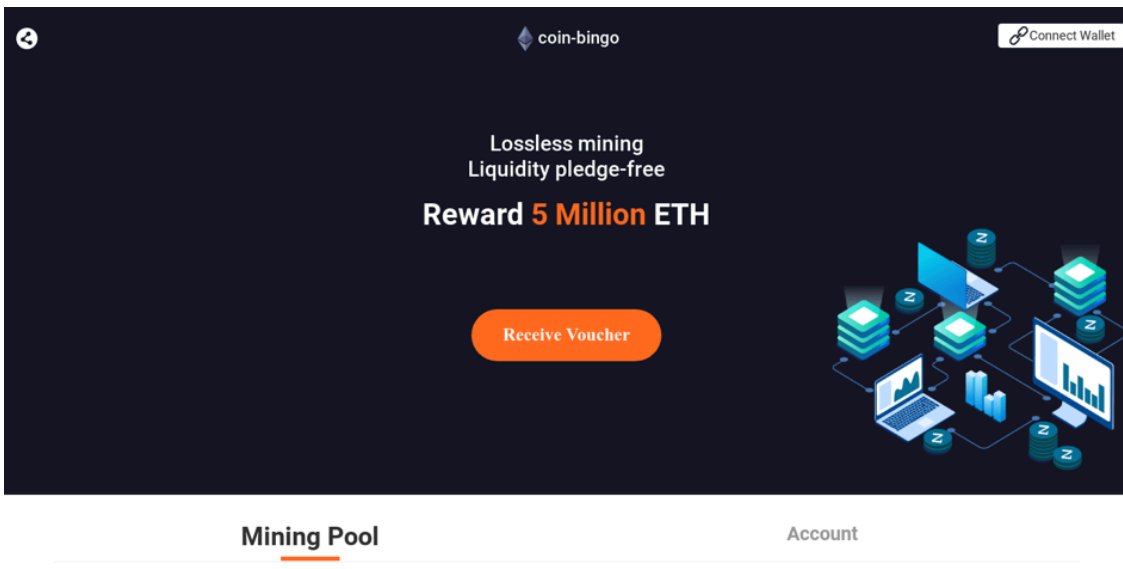 coin-bingo
Connect Wallet
Lossless mining
Liquidity pledge-free
Reward 5 Million ETH
Receive Voucher
Z
Z
Z
Z
Z
Z
Mining Pool
Account